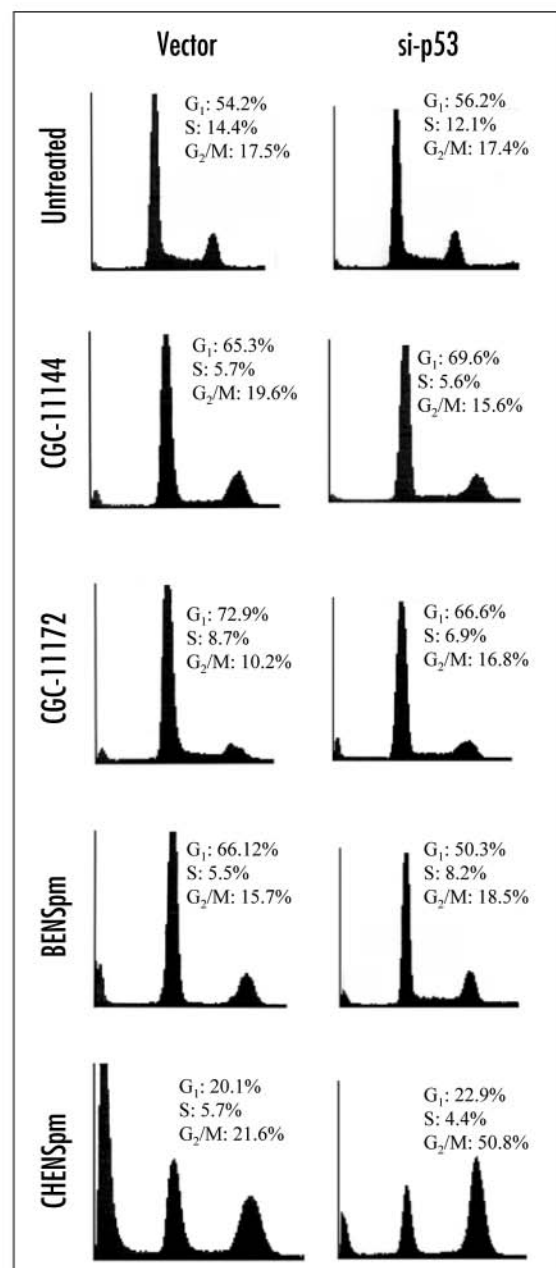 Vector si-p53
Untreated
G₁: 54.2%
S: 14.4%
G₂/M: 17.5%
G₁: 56.2%
S: 12.1%
G₂/M: 17.4%
CGC-11144
G₁: 65.3%
S: 5.7%
G₂/M: 19.6%
G₁: 69.6%
S: 5.6%
G₂/M: 15.6%
CGC-11172
G₁: 72.9%
S: 8.7%
G₂/M: 10.2%
G₁: 66.6%
S: 6.9%
G₂/M: 16.8%
BENSpm
G₁: 66.12%
S: 5.5%
G₂/M: 15.7%
G₁: 50.3%
S: 8.2%
G₂/M: 18.5%
CHENSpm
G₁: 20.1%
S: 5.7%
G₂/M: 21.6%
G₁: 22.9%
S: 4.4%
G₂/M: 50.8%